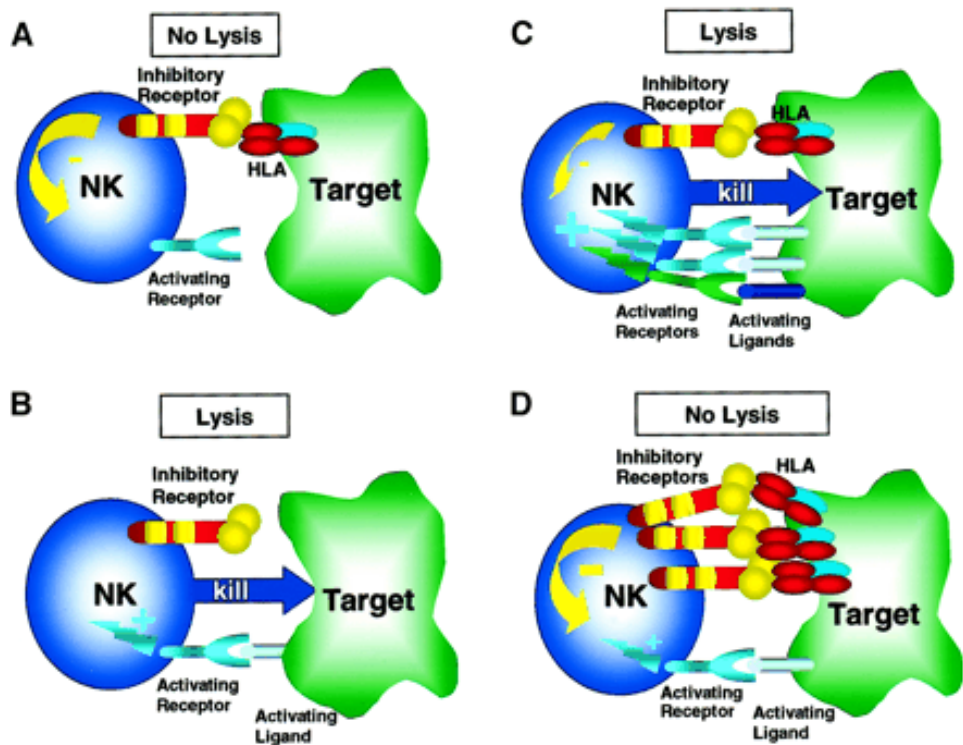 A
No Lysis
Inhibitory
Receptor
HLA
NK
Target
-
Activating
Receptor
B
Lysis
Inhibitory
Receptor
NK
kill
Target
+
Activating
Receptor
Activating
Ligand
C
Lysis
Inhibitory
Receptor
HLA
-
NK
kill
Target
+
Activating
Receptors
Activating
Ligands
D
No Lysis
Inhibitory
Receptors
HLA
-
NK
Target
+
Activating
Receptor
Activating
Ligand